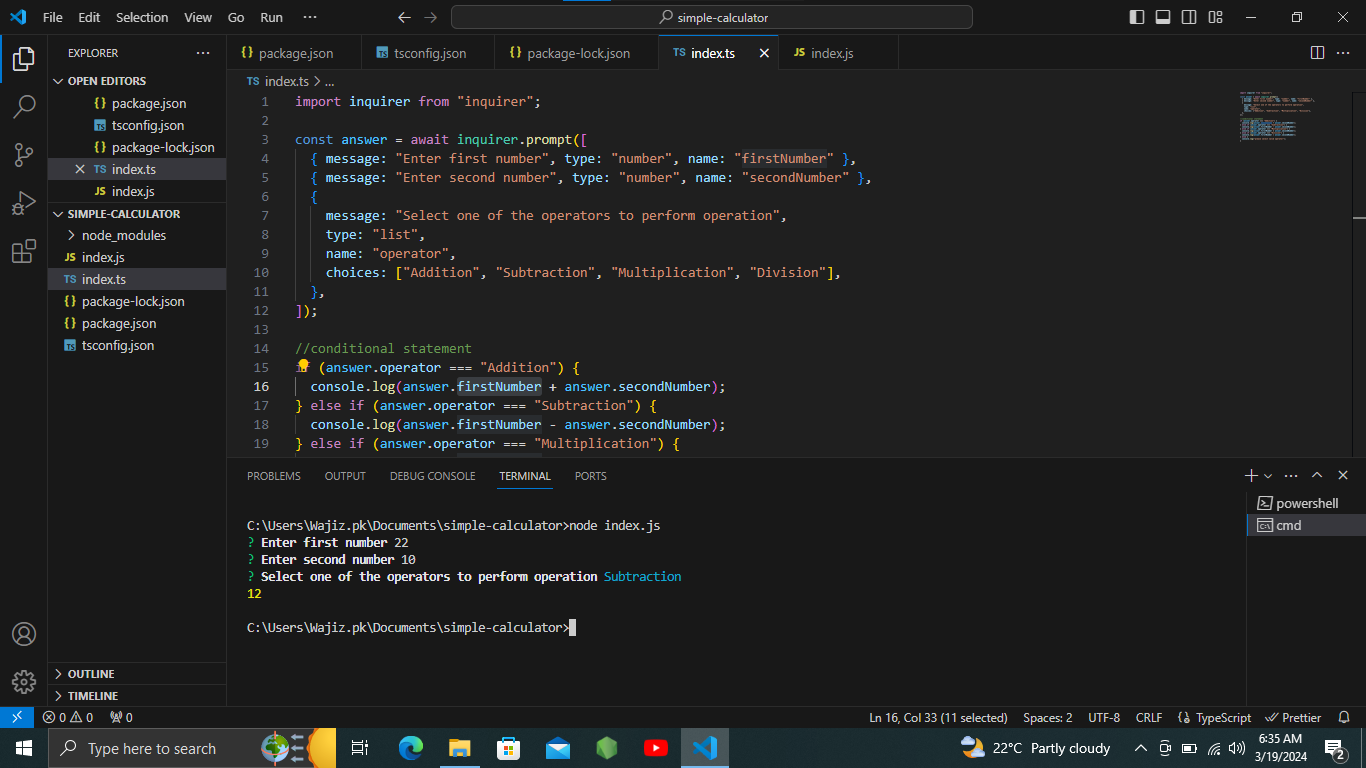 File Edit Selection View Go Run ··· simple-calculator
EXPLORER ···
OPEN EDITORS
{} package.json
TS tsconfig.json
{} package-lock.json
TS index.ts
JS index.js
SIMPLE-CALCULATOR
node_modules
JS index.js
TS index.ts
{} package-lock.json
{} package.json
TS tsconfig.json
OUTLINE
TIMELINE
{} package.json TS tsconfig.json {} package-lock.json TS index.ts JS index.js
TS index.ts > ...
1 import inquirer from "inquirer";
2
3 const answer = await inquirer.prompt([
4 { message: "Enter first number", type: "number", name: "firstNumber" },
5 { message: "Enter second number", type: "number", name: "secondNumber" },
6 {
7 message: "Select one of the operators to perform operation",
8 type: "list",
9 name: "operator",
10 choices: ["Addition", "Subtraction", "Multiplication", "Division"],
11 },
12 ]);
13
14 //conditional statement
15 (answer.operator === "Addition") {
16 console.log(answer.firstNumber + answer.secondNumber);
17 } else if (answer.operator === "Subtraction") {
18 console.log(answer.firstNumber - answer.secondNumber);
19 } else if (answer.operator === "Multiplication") {
PROBLEMS OUTPUT DEBUG CONSOLE TERMINAL PORTS
C:\Users\Wajiz.pk\Documents\simple-calculator>node index.js
? Enter first number 22
? Enter second number 10
? Select one of the operators to perform operation Subtraction
12
C:\Users\Wajiz.pk\Documents\simple-calculator>
powershell
cmd
0 0 0 Ln 16, Col 33 (11 selected) Spaces: 2 UTF-8 CRLF {} TypeScript Prettier
Type here to search 22°C Partly cloudy 6:35 AM
3/19/2024
2